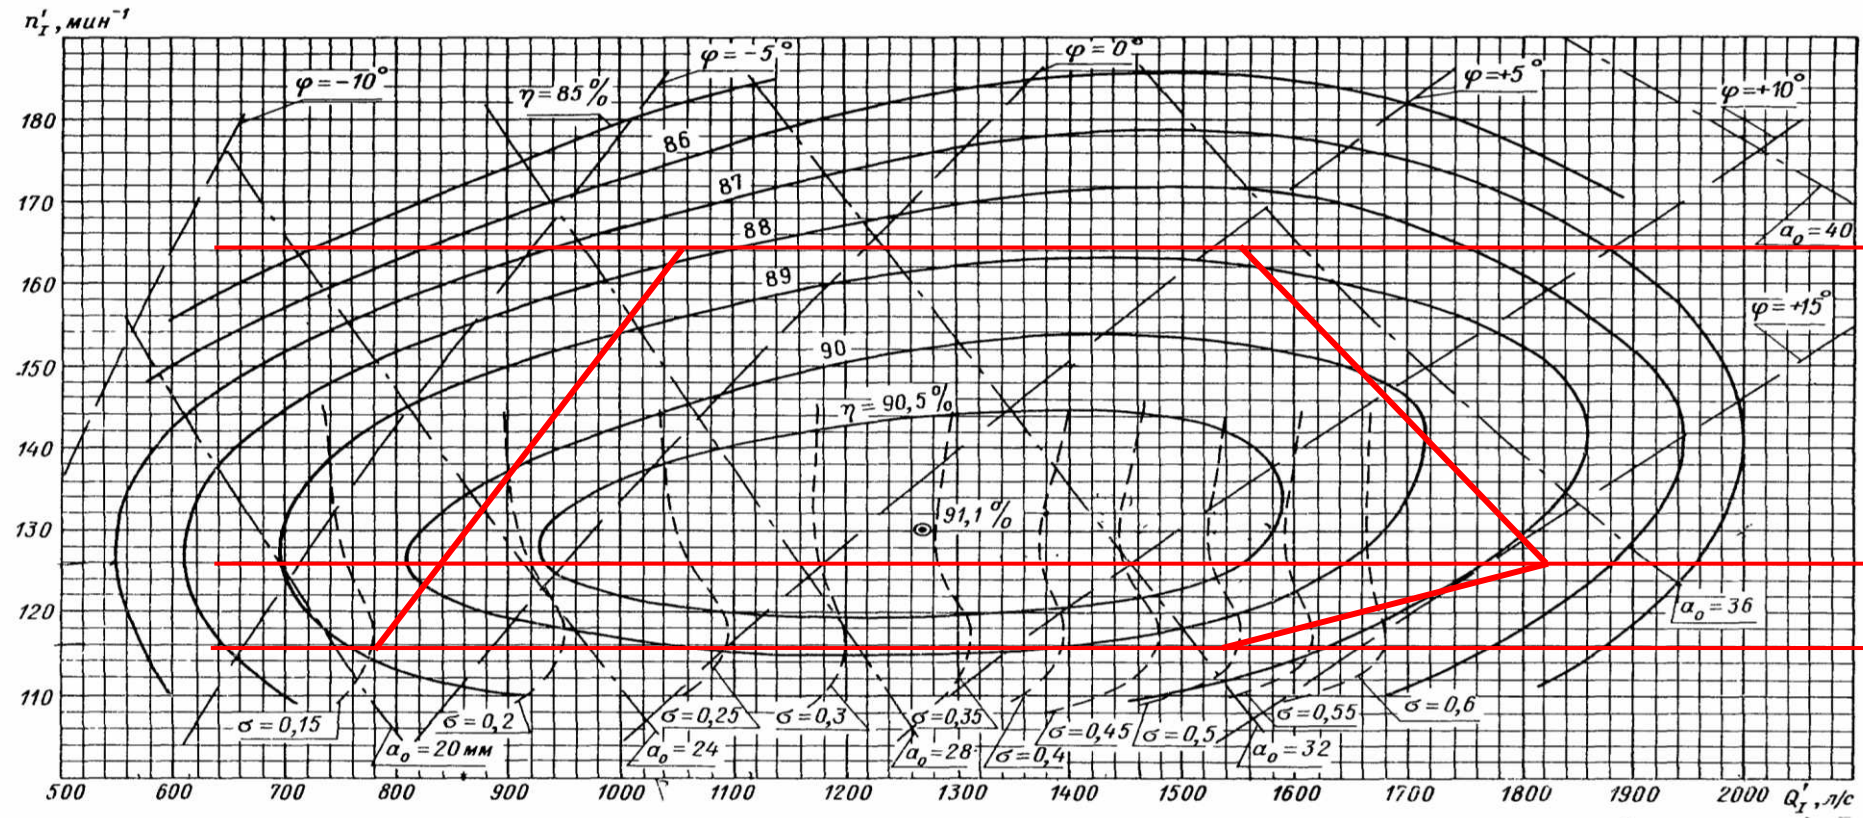 n'I, мин⁻¹
φ = -10°
η = 85%
φ = -5°
φ = 0°
φ = +5°
φ = +10°
180
86
170
87
88
a₀ = 40
160
89
φ = +15°
150
90
η = 90,5%
140
130
91,1%
120
a₀ = 36
110
σ = 0,15
σ = 0,2
σ = 0,25
σ = 0,3
σ = 0,35
σ = 0,4
σ = 0,45
σ = 0,5
σ = 0,55
σ = 0,6
a₀ = 20 мм
a₀ = 24
a₀ = 28
a₀ = 32
500 600 700 800 900 1000 1100 1200 1300 1400 1500 1600 1700 1800 1900 2000 Q'I, л/с